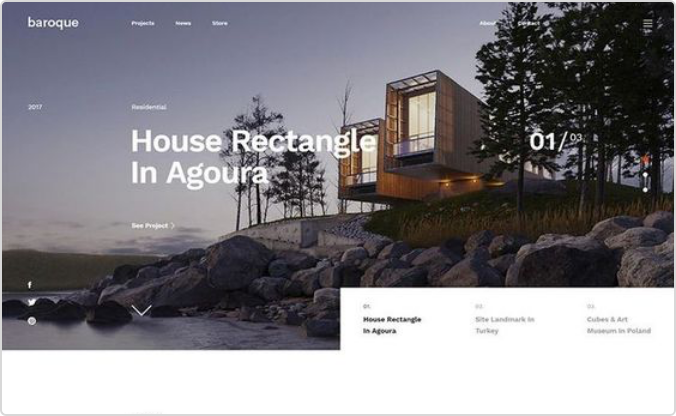 baroque
Projects
News
Store
About
Contact
2017
Residential
House Rectangle
In Agoura
01/03
See Project
01.
House Rectangle
In Agoura
02.
Site Landmark In
Turkey
03.
Cubes & Art
Museum In Poland